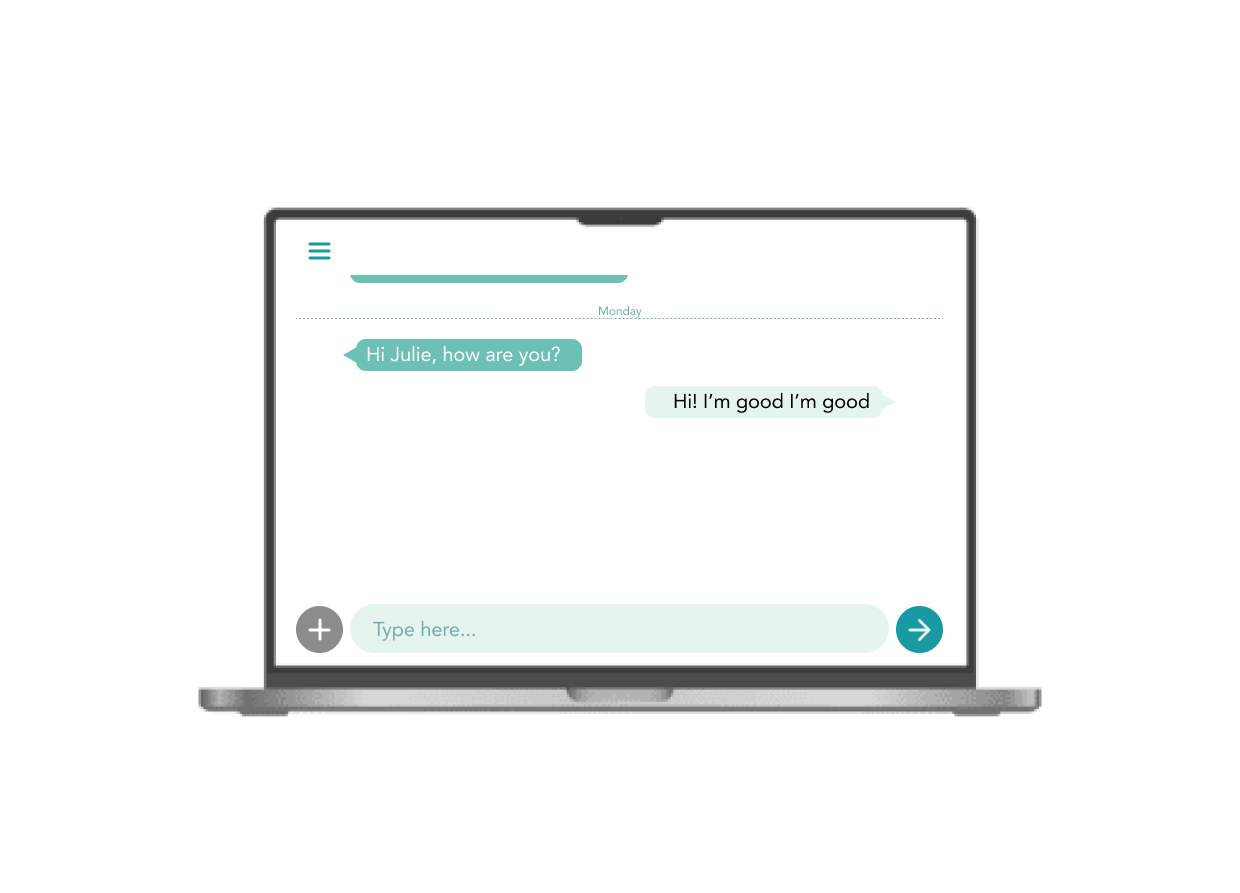 Monday
Hi Julie, how are you?
Hi! I’m good I’m good
Type here...